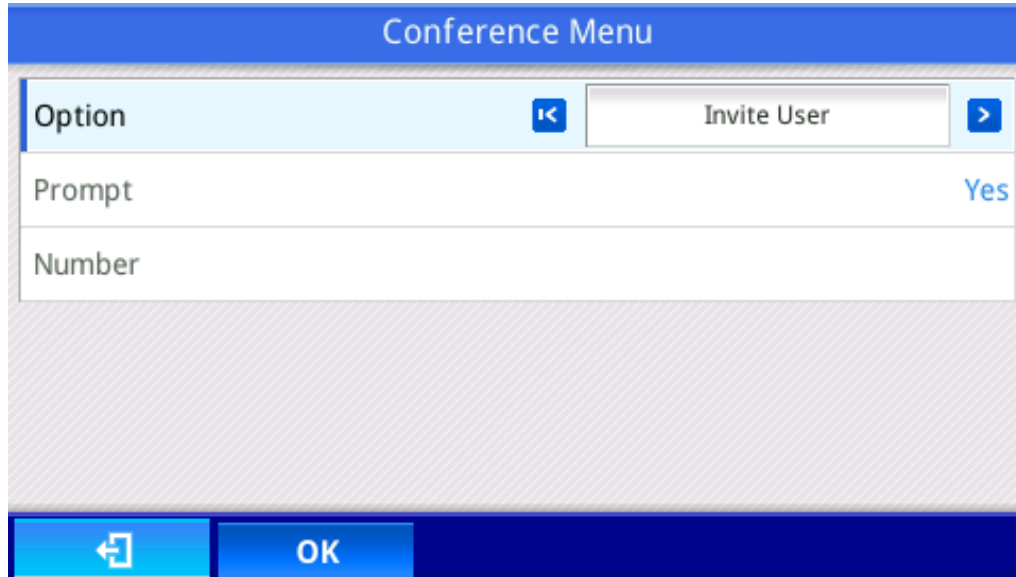 Conference Menu
Option Invite User
Prompt Yes
Number
OK